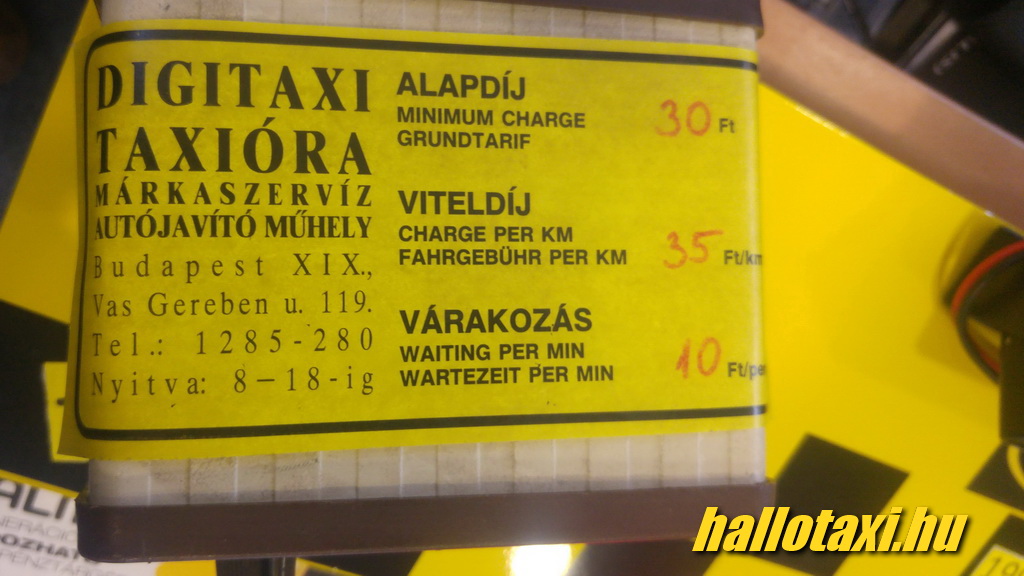 DIGITAXI
TAXIÓRA
MÁRKASZERVÍZ
AUTÓJAVÍTÓ MŰHELY
Budapest XIX.,
Vas Gereben u. 119.
Tel.: 1285-280
Nyitva: 8–18-ig
ALAPDÍJ
MINIMUM CHARGE
GRUNDTARIF
30 Ft
VITELDÍJ
CHARGE PER KM
FAHRGEBÜHR PER KM
35 Ft/km
VÁRAKOZÁS
WAITING PER MIN
WARTEZEIT PER MIN
10 Ft/per
hallotaxi.hu